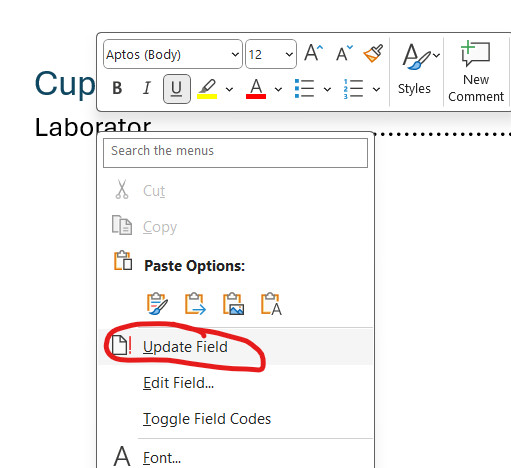 Aptos (Body) 12 A A
Cup
B I U A
Styles
New
Comment
Laborator
Search the menus
Cut
Copy
Paste Options:
Update Field
Edit Field...
Toggle Field Codes
A Font...